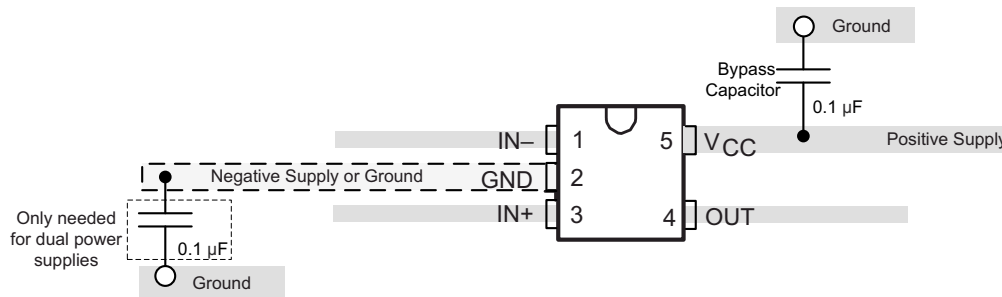 Ground
Bypass
Capacitor
0.1 µF
IN–
1
5
VCC
Positive Supply
Negative Supply or Ground
GND
2
IN+
3
4
OUT
Only needed
for dual power
supplies
0.1 µF
Ground